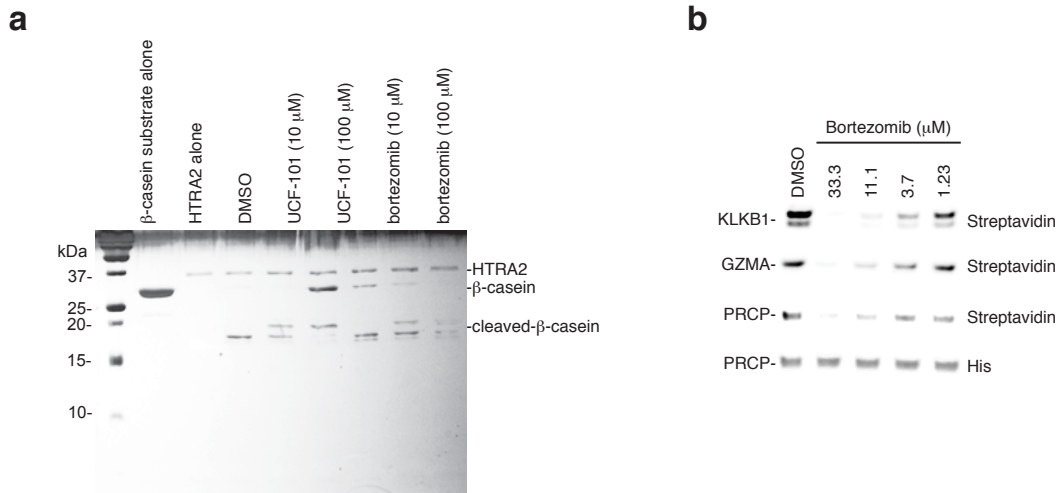 a
β-casein substrate alone
HTRA2 alone
DMSO
UCF-101 (10 μM)
UCF-101 (100 μM)
bortezomib (10 μM)
bortezomib (100 μM)
kDa
37-
25-
20-
15-
10-
-HTRA2
-β-casein
-cleaved-β-casein
b
Bortezomib (μM)
DMSO
33.3
11.1
3.7
1.23
KLKB1- Streptavidin
GZMA- Streptavidin
PRCP- Streptavidin
PRCP- His